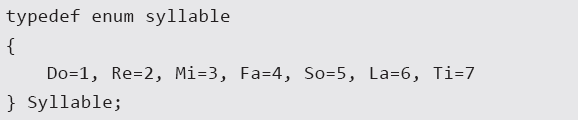 typedef enum syllable
{
    Do=1, Re=2, Mi=3, Fa=4, So=5, La=6, Ti=7
} Syllable;